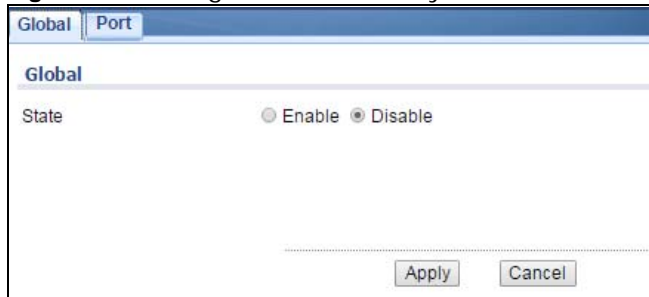 Global Port
Global
State Enable Disable
Apply Cancel